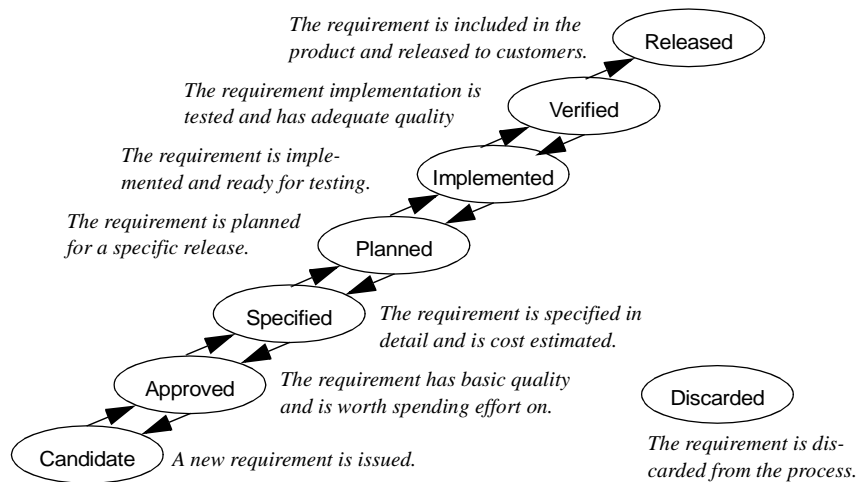 The requirement is included in the
product and released to customers.
Released
The requirement implementation is
tested and has adequate quality
Verified
The requirement is imple-
mented and ready for testing.
Implemented
The requirement is planned
for a specific release.
Planned
Specified
The requirement is specified in
detail and is cost estimated.
Approved
The requirement has basic quality
and is worth spending effort on.
Discarded
The requirement is dis-
carded from the process.
Candidate
A new requirement is issued.